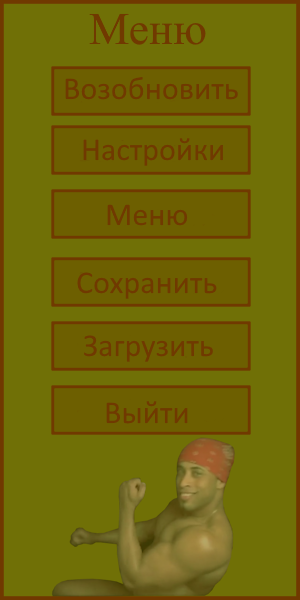 Меню
Возобновить
Настройки
Меню
Сохранить
Загрузить
Выйти